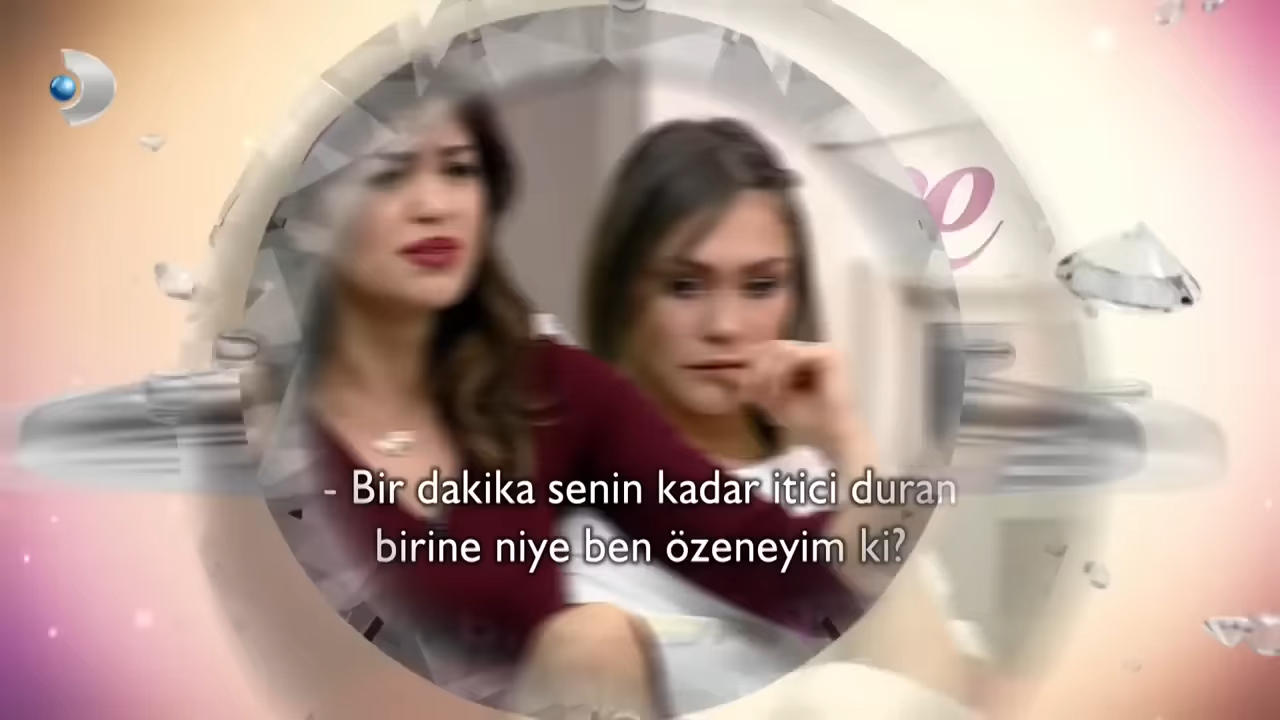 - Bir dakika senin kadar itici duran
birine niye ben özeneyim ki?